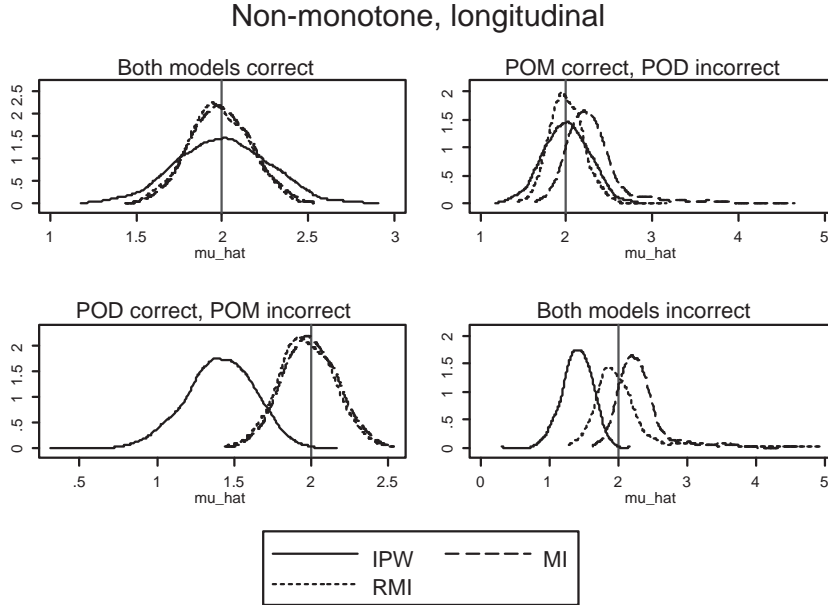 Non-monotone, longitudinal
Both models correct
0 .5 1 1.5 2 2.5
1 1.5 2 2.5 3
mu_hat
POM correct, POD incorrect
0 .5 1 1.5 2
1 2 3 4 5
mu_hat
POD correct, POM incorrect
0 .5 1 1.5 2
.5 1 1.5 2 2.5
mu_hat
Both models incorrect
0 .5 1 1.5 2
0 1 2 3 4 5
mu_hat
IPW MI
RMI